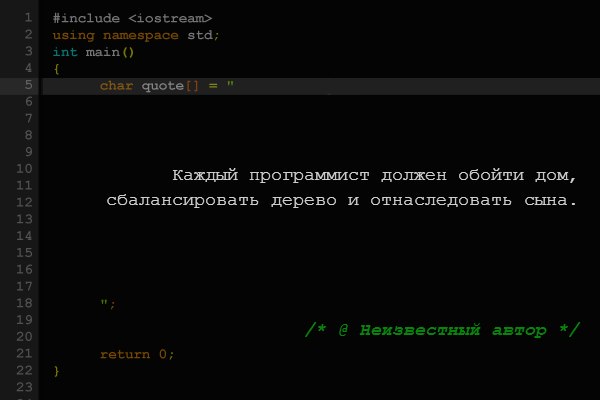 1 #include <iostream>
2 using namespace std;
3 int main()
4 {
5 char quote[] = "
6
7
8
9
10 Каждый программист должен обойти дом,
11
12 сбалансировать дерево и отнаследовать сына.
13
14
15
16
17
18 ";
19
20 /* @ Неизвестный автор */
21 return 0;
22 }
23